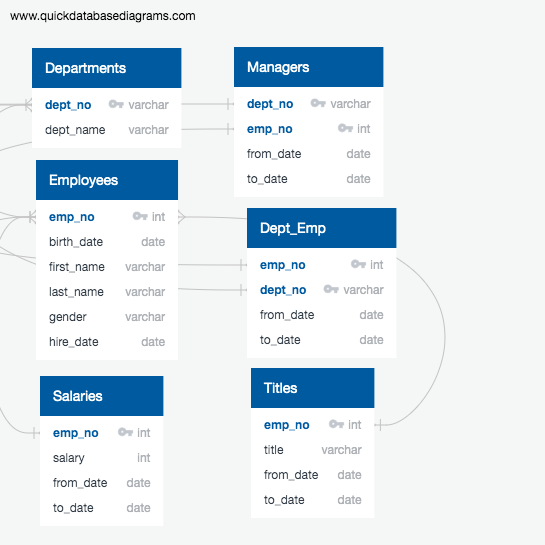 www.quickdatabasediagrams.com
Departments
dept_no varchar
dept_name varchar
Managers
dept_no varchar
emp_no int
from_date date
to_date date
Employees
emp_no int
birth_date date
first_name varchar
last_name varchar
gender varchar
hire_date date
Dept_Emp
emp_no int
dept_no varchar
from_date date
to_date date
Salaries
emp_no int
salary int
from_date date
to_date date
Titles
emp_no int
title varchar
from_date date
to_date date